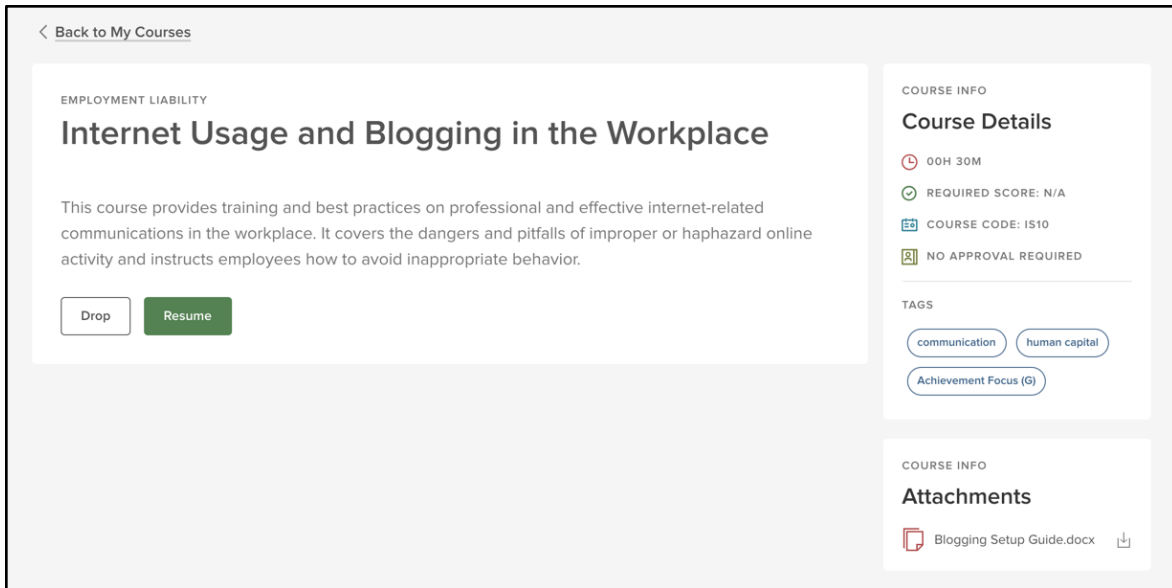 Back to My Courses
EMPLOYMENT LIABILITY
Internet Usage and Blogging in the Workplace
This course provides training and best practices on professional and effective internet-related
communications in the workplace. It covers the dangers and pitfalls of improper or haphazard online
activity and instructs employees how to avoid inappropriate behavior.
Drop
Resume
COURSE INFO
Course Details
00H 30M
REQUIRED SCORE: N/A
COURSE CODE: IS10
NO APPROVAL REQUIRED
TAGS
communication
human capital
Achievement Focus (G)
COURSE INFO
Attachments
Blogging Setup Guide.docx